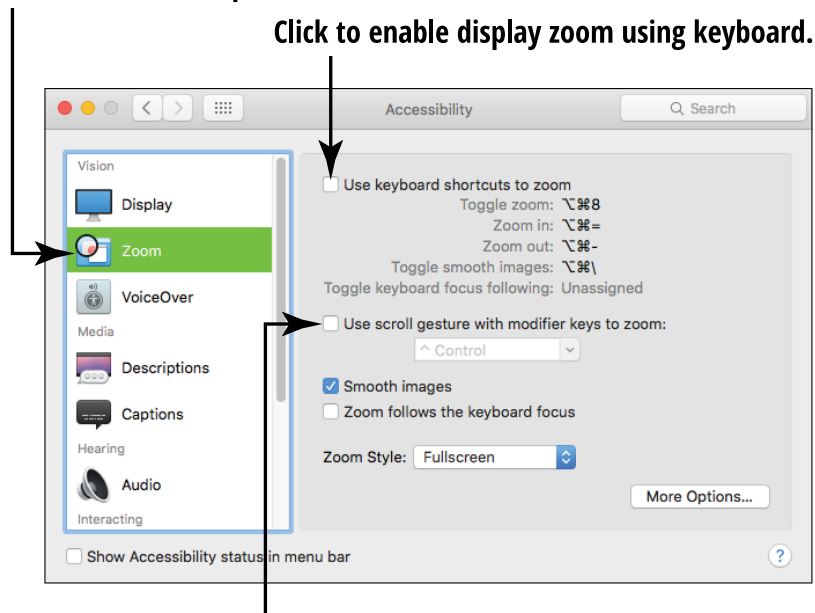 Click to enable display zoom using keyboard.
Accessibility
Search
Vision
Display
Zoom
VoiceOver
Media
Descriptions
Captions
Hearing
Audio
Interacting
Use keyboard shortcuts to zoom
Toggle zoom: ⌥⌘8
Zoom in: ⌥⌘=
Zoom out: ⌥⌘-
Toggle smooth images: ⌥⌘\
Toggle keyboard focus following: Unassigned
Use scroll gesture with modifier keys to zoom:
^ Control
Smooth images
Zoom follows the keyboard focus
Zoom Style: Fullscreen
More Options...
Show Accessibility status in menu bar
?